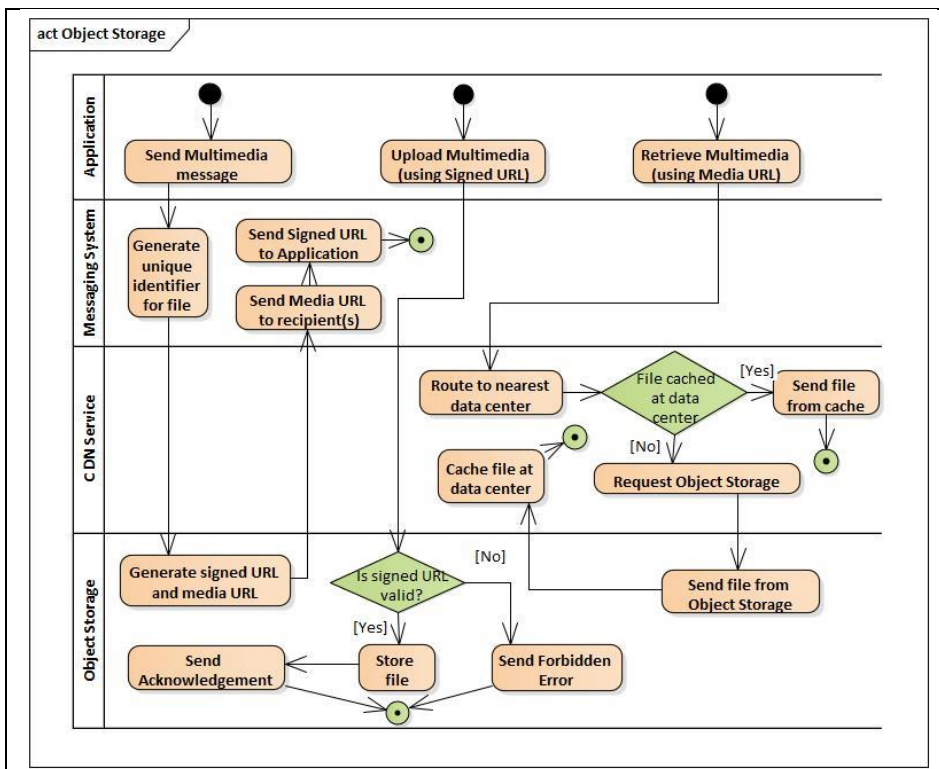 act Object Storage
Application
Send Multimedia
message
Upload Multimedia
(using Signed URL)
Retrieve Multimedia
(using Media URL)
Messaging System
Generate
unique
identifier
for file
Send Signed URL
to Application
Send Media URL
to recipient(s)
CDN Service
Route to nearest
data center
File cached
at data
center
[Yes]
Send file
from cache
[No]
Cache file at
data center
Request Object Storage
Object Storage
Generate signed URL
and media URL
Is signed URL
valid?
[No]
Send file from
Object Storage
[Yes]
Send
Acknowledgement
Store
file
Send Forbidden
Error